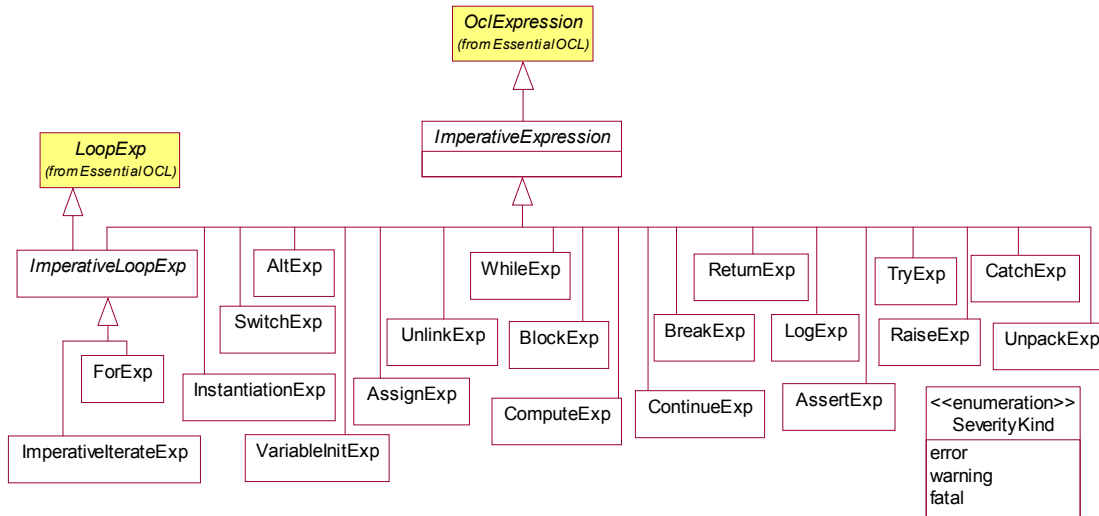 OclExpression
(from EssentialOCL)
ImperativeExpression
LoopExp
(from EssentialOCL)
ImperativeLoopExp
AltExp
WhileExp
ReturnExp
TryExp
CatchExp
SwitchExp
UnlinkExp
BlockExp
BreakExp
LogExp
RaiseExp
UnpackExp
ForExp
InstantiationExp
AssignExp
ComputeExp
ContinueExp
AssertExp
ImperativeIterateExp
VariableInitExp
<<enumeration>>
SeverityKind
error
warning
fatal